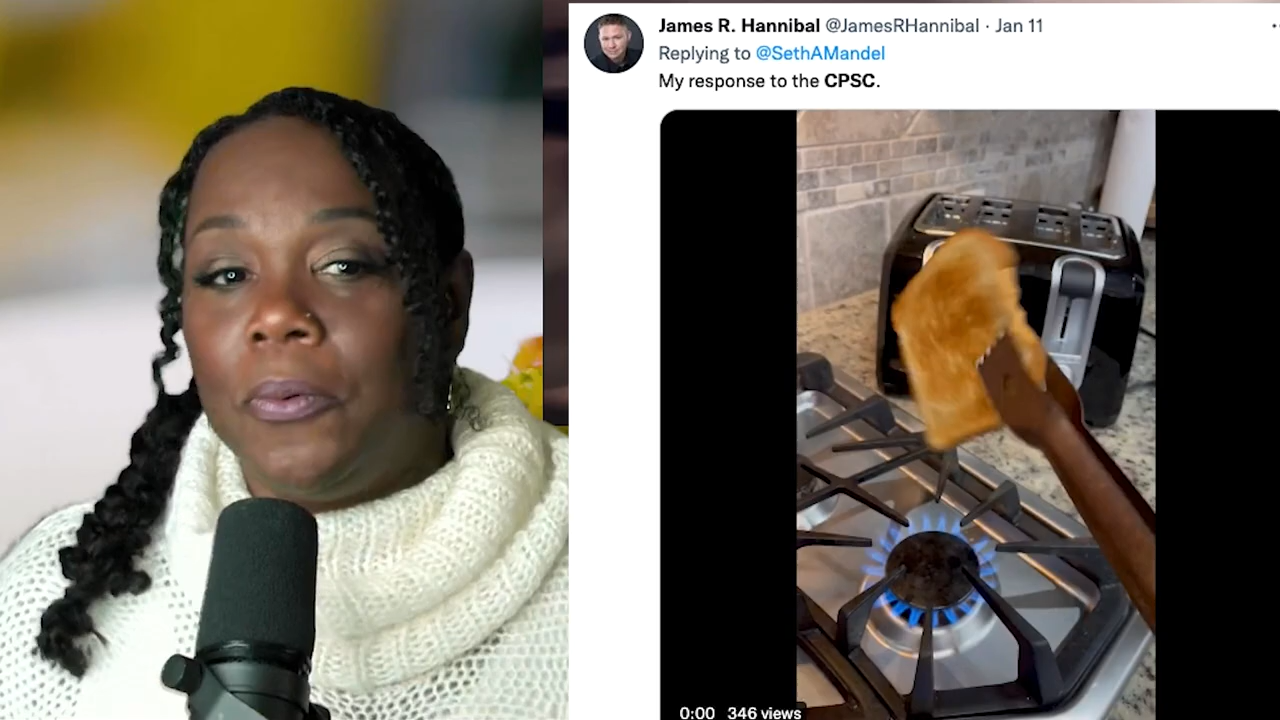 James R. Hannibal @JamesRHannibal · Jan 11
Replying to @SethAMandel
My response to the CPSC.
0:00 346 views